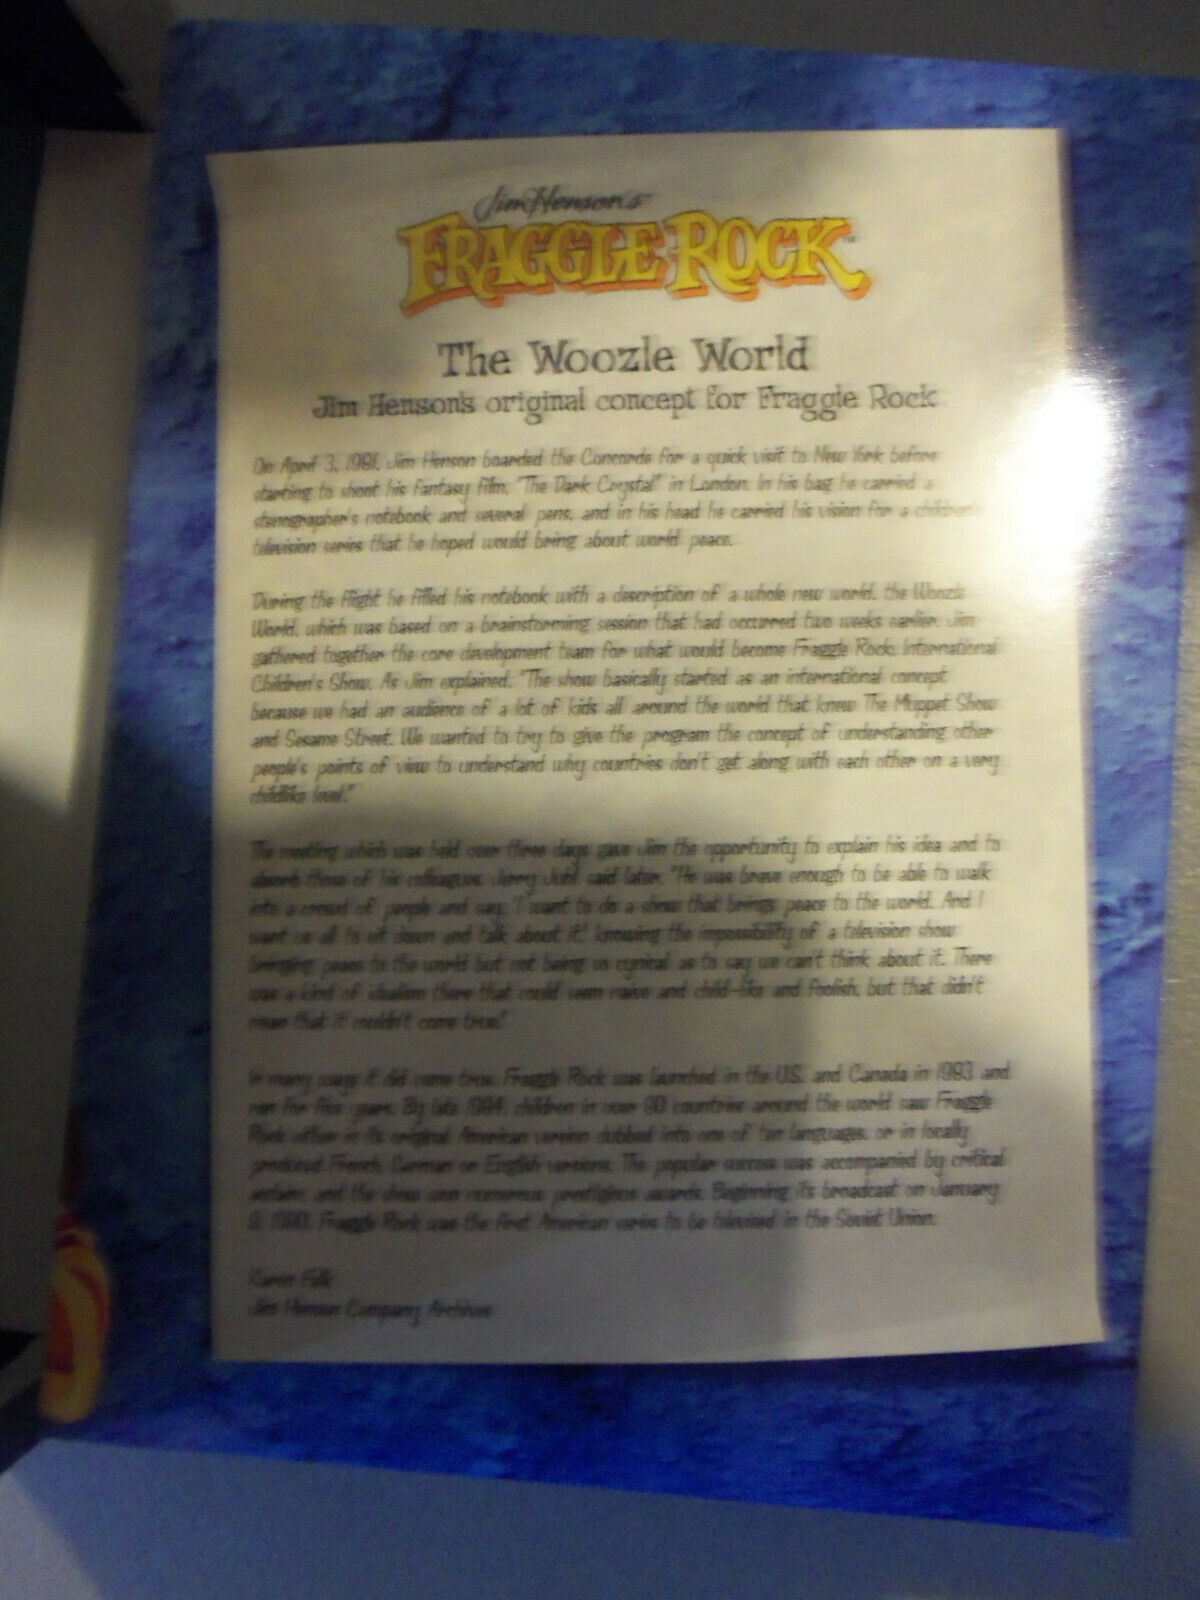 Jim Henson's
FRAGGLE ROCK™
The Woozle World
Jim Henson's original concept for Fraggle Rock
On April 3, 1981, Jim Henson boarded the Concorde for a quick visit to New York before
starting to shoot his fantasy film, "The Dark Crystal" in London. In his bag he carried a
stenographer's notebook and several pens, and in his head he carried his vision for a children's
television series that he hoped would bring about world peace.
During the flight he filled his notebook with a description of a whole new world, the Woozle
World, which was based on a brainstorming session that had occurred two weeks earlier. Jim
gathered together the core development team for what would become Fraggle Rock: International
Children's Show. As Jim explained, "The show basically started as an international concept
because we had an audience of a lot of kids all around the world that knew The Muppet Show
and Sesame Street. We wanted to try to give the program the concept of understanding other
people's points of view to understand why countries don't get along with each other on a very
childlike level."
The meeting which was held over three days gave Jim the opportunity to explain his idea and to
absorb those of his colleagues. Jerry Juhl said later, "He was brave enough to be able to walk
into a crowd of people and say, 'I want to do a show that brings peace to the world. And I
want us all to sit down and talk about it,' knowing the impossibility of a television show
bringing peace to the world but not being so cynical as to say we can't think about it. There
was a kind of idealism there that could seem naive and child-like and foolish, but that didn't
mean that it couldn't come true."
In many ways it did come true. Fraggle Rock was launched in the U.S. and Canada in 1983 and
ran for five years. By late 1984, children in over 90 countries around the world saw Fraggle
Rock either in its original American version dubbed into one of ten languages, or in locally
produced French, German or English versions. The popular success was accompanied by critical
acclaim, and the show won numerous prestigious awards. Beginning its broadcast on January
Fraggle Rock was the first American series to be televised in the Soviet Union.
Karen Falk
Jim Henson Company Archives